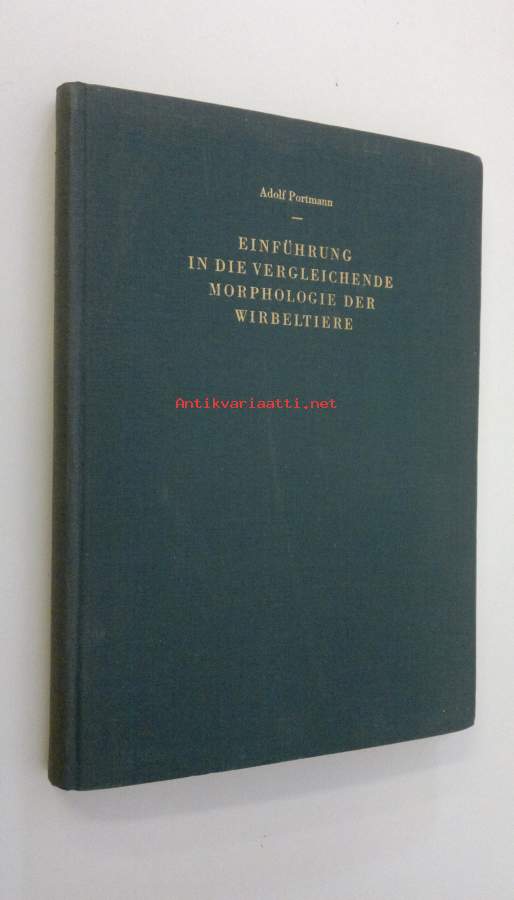 Adolf Portmann
EINFÜHRUNG
IN DIE VERGLEICHENDE
MORPHOLOGIE DER
WIRBELTIERE
Antikvariaatti.net